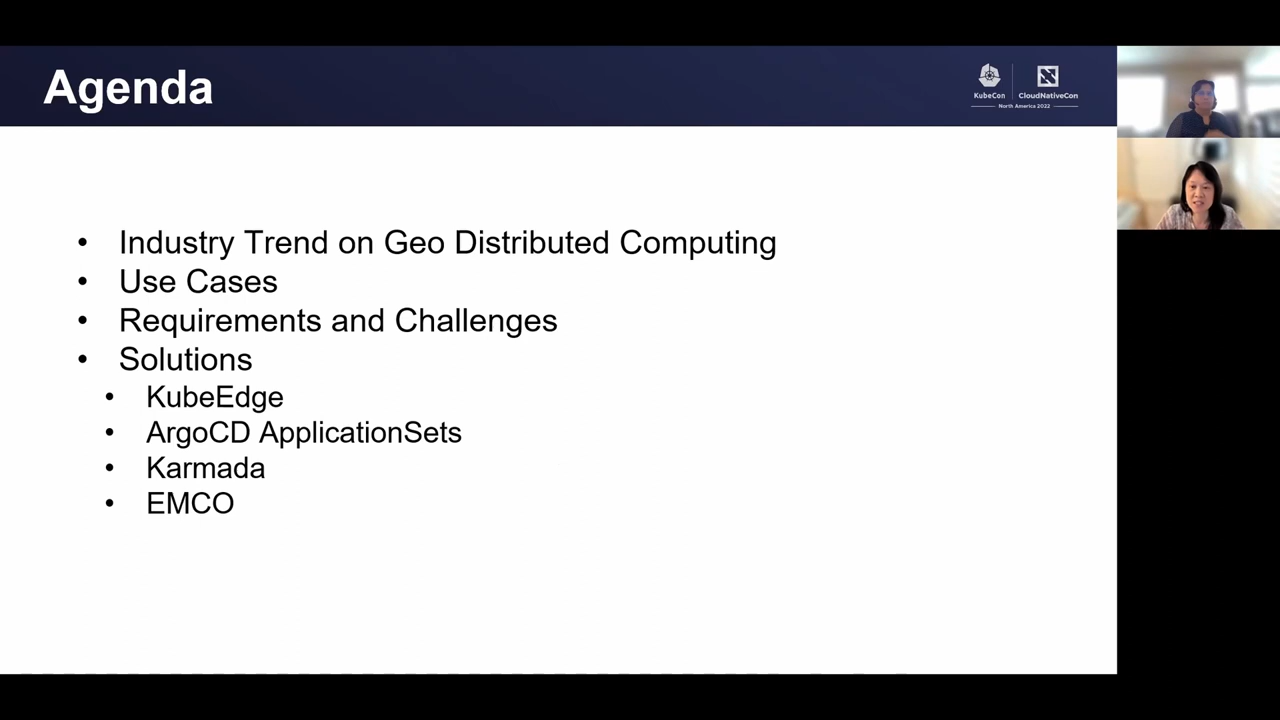 Agenda
KubeCon
CloudNativeCon
North America 2022
• Industry Trend on Geo Distributed Computing
• Use Cases
• Requirements and Challenges
• Solutions
• KubeEdge
• ArgoCD ApplicationSets
• Karmada
• EMCO